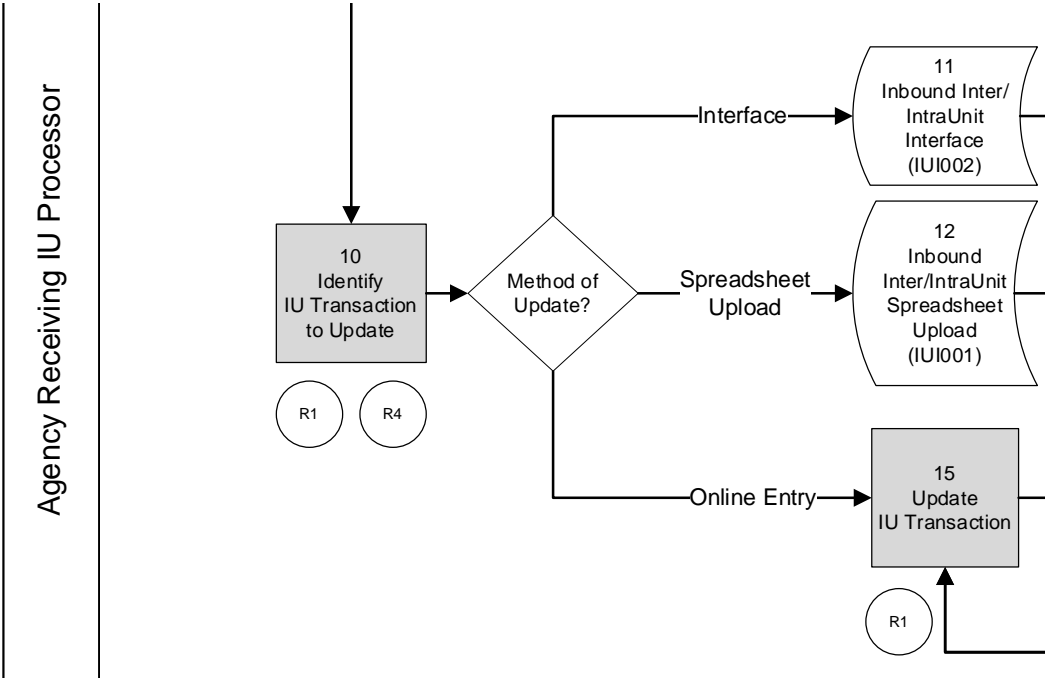 Agency Receiving IU Processor
10
Identify
IU Transaction
to Update
R1
R4
Method of
Update?
Interface
Spreadsheet
Upload
Online Entry
11
Inbound Inter/
IntraUnit
Interface
(IUI002)
12
Inbound
Inter/IntraUnit
Spreadsheet
Upload
(IUI001)
15
Update
IU Transaction
R1